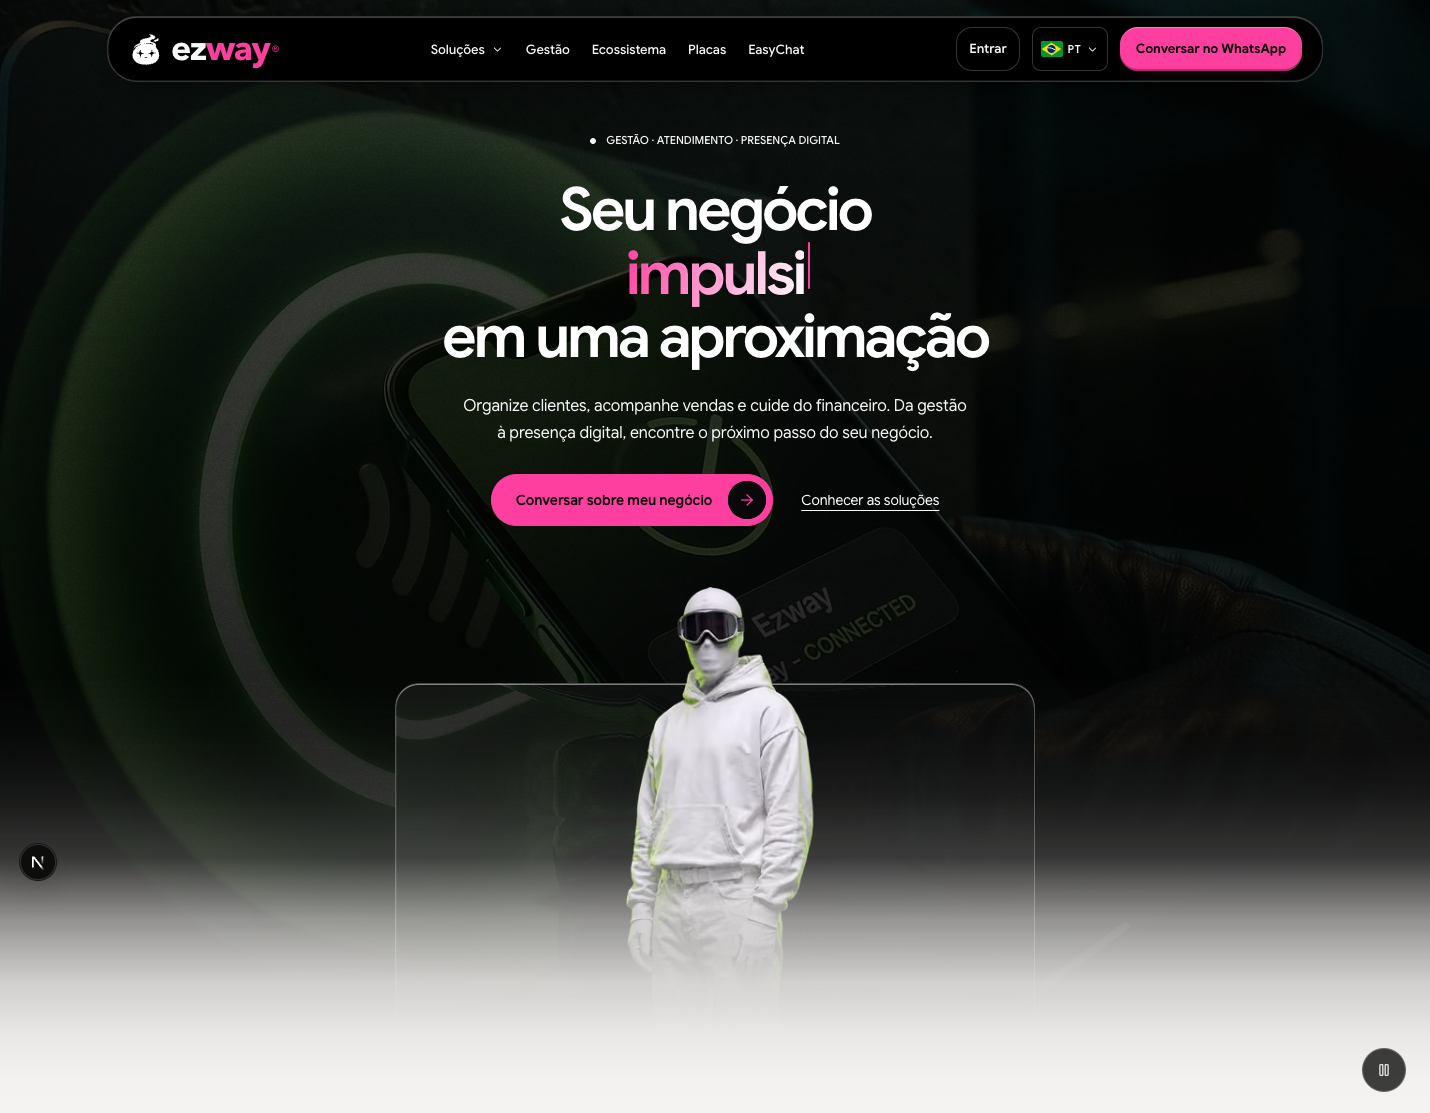 ezway®
Soluções
Gestão
Ecossistema
Placas
EasyChat
Entrar
PT
Conversar no WhatsApp
GESTÃO · ATENDIMENTO · PRESENÇA DIGITAL
Seu negócio
impulsi
em uma aproximação
Organize clientes, acompanhe vendas e cuide do financeiro. Da gestão
à presença digital, encontre o próximo passo do seu negócio.
Conversar sobre meu negócio
Conhecer as soluções
Ezway
- CONNECTED
N